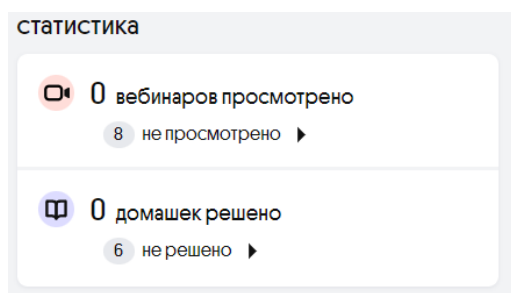 статистика
0 вебинаров просмотрено
8 не просмотрено
0 домашек решено
6 не решено